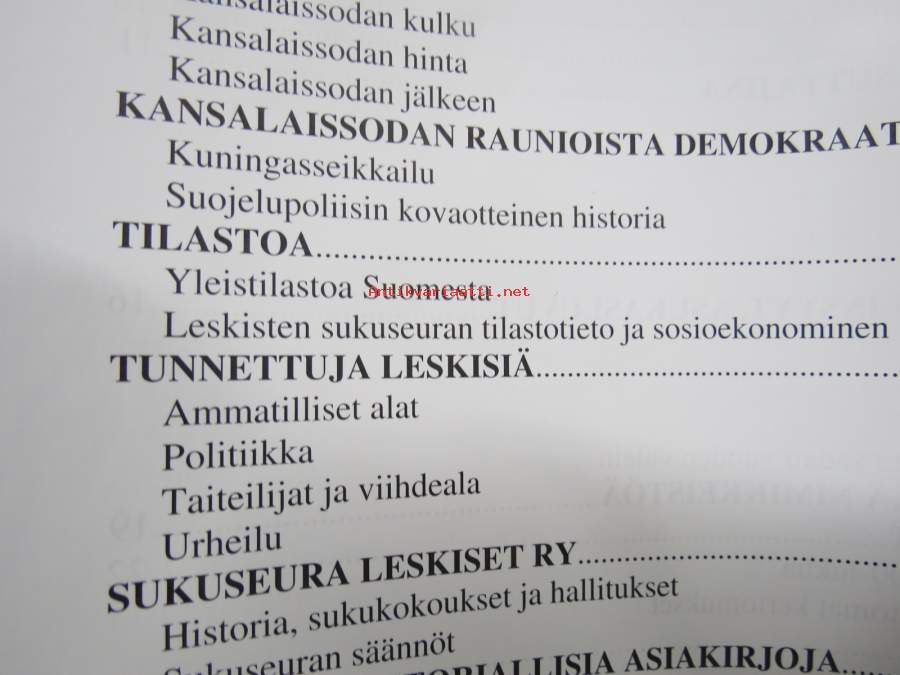 Kansalaissodan kulku
Kansalaissodan hinta
Kansalaissodan jälkeen
KANSALAISSODAN RAUNIOISTA DEMOKRAAT
Kuningasseikkailu
Suojelupoliisin kovaotteinen historia
TILASTOA
Yleistilastoa Suomesta
Antikvariaatti.net
Leskisten sukuseuran tilastotieto ja sosioekonominen
TUNNETTUJA LESKISIÄ
Ammatilliset alat
Politiikka
Taiteilijat ja viihdeala
Urheilu
SUKUSEURA LESKISET RY
Historia, sukukokoukset ja hallitukset
Sukuseuran säännöt
ASIAKIRJOJA